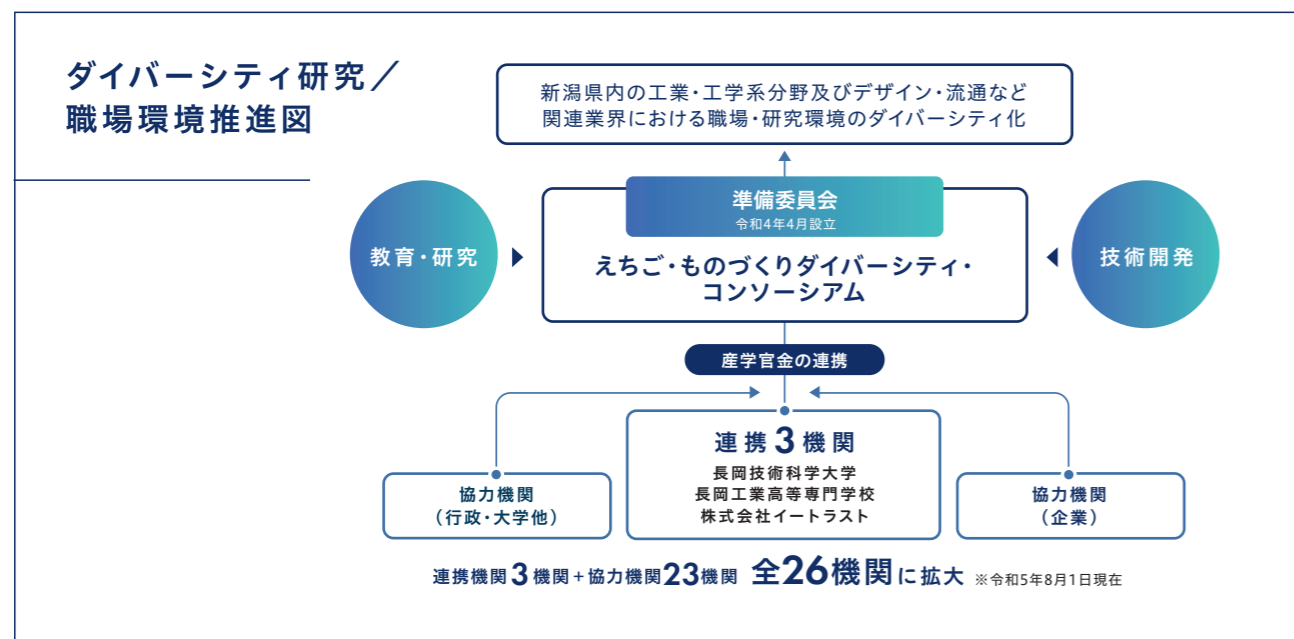 ダイバーシティ研究／
職場環境推進図
新潟県内の工業・工学系分野及びデザイン・流通など
関連業界における職場・研究環境のダイバーシティ化
準備委員会
令和4年4月設立
教育・研究
えちご・ものづくりダイバーシティ・
コンソーシアム
技術開発
産学官金の連携
連携3機関
長岡技術科学大学
長岡工業高等専門学校
株式会社イートラスト
協力機関
（行政・大学他）
協力機関
（企業）
連携機関3機関+協力機関23機関 全26機関に拡大 ※令和5年8月1日現在